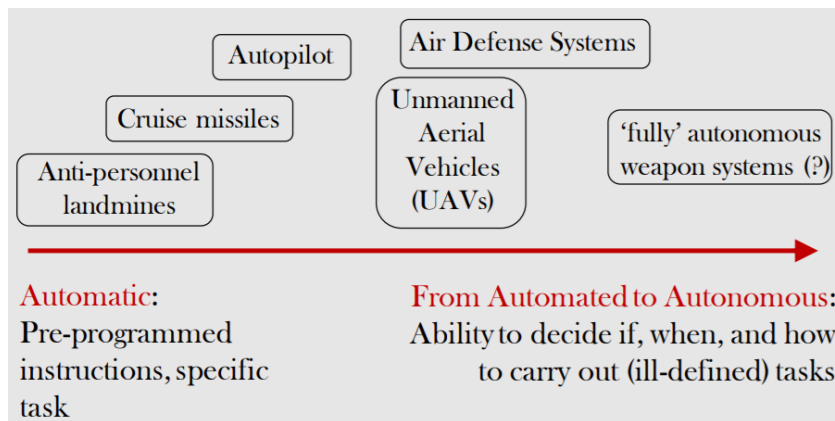 Autopilot
Air Defense Systems
Cruise missiles
Unmanned
Aerial
Vehicles
(UAVs)
‘fully’ autonomous
weapon systems (?)
Anti-personnel
landmines
Automatic:
Pre-programmed
instructions, specific
task
From Automated to Autonomous:
Ability to decide if, when, and how
to carry out (ill-defined) tasks